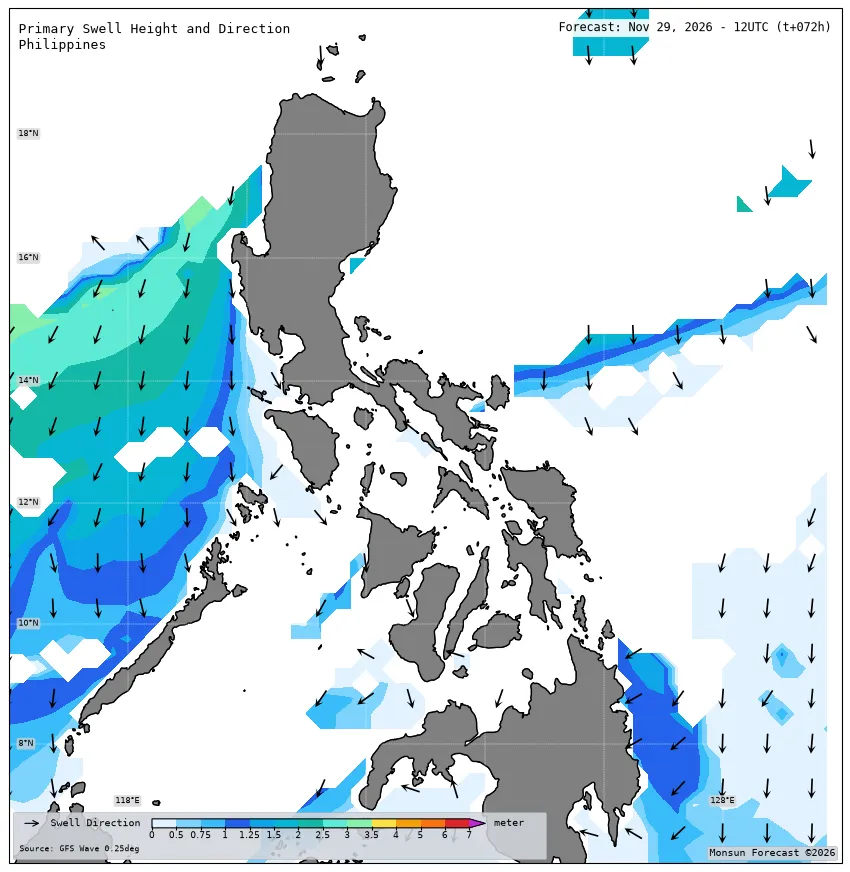 Primary Swell Height and Direction
Philippines
Forecast: Nov 29, 2026 - 12UTC (t+072h)
18°N
16°N
14°N
12°N
10°N
8°N
118°E
128°E
Swell Direction
0 0.5 0.75 1 1.25 1.5 2 2.5 3 3.5 4 5 6 7
meter
Source: GFS Wave 0.25deg
Monsun Forecast ©2026